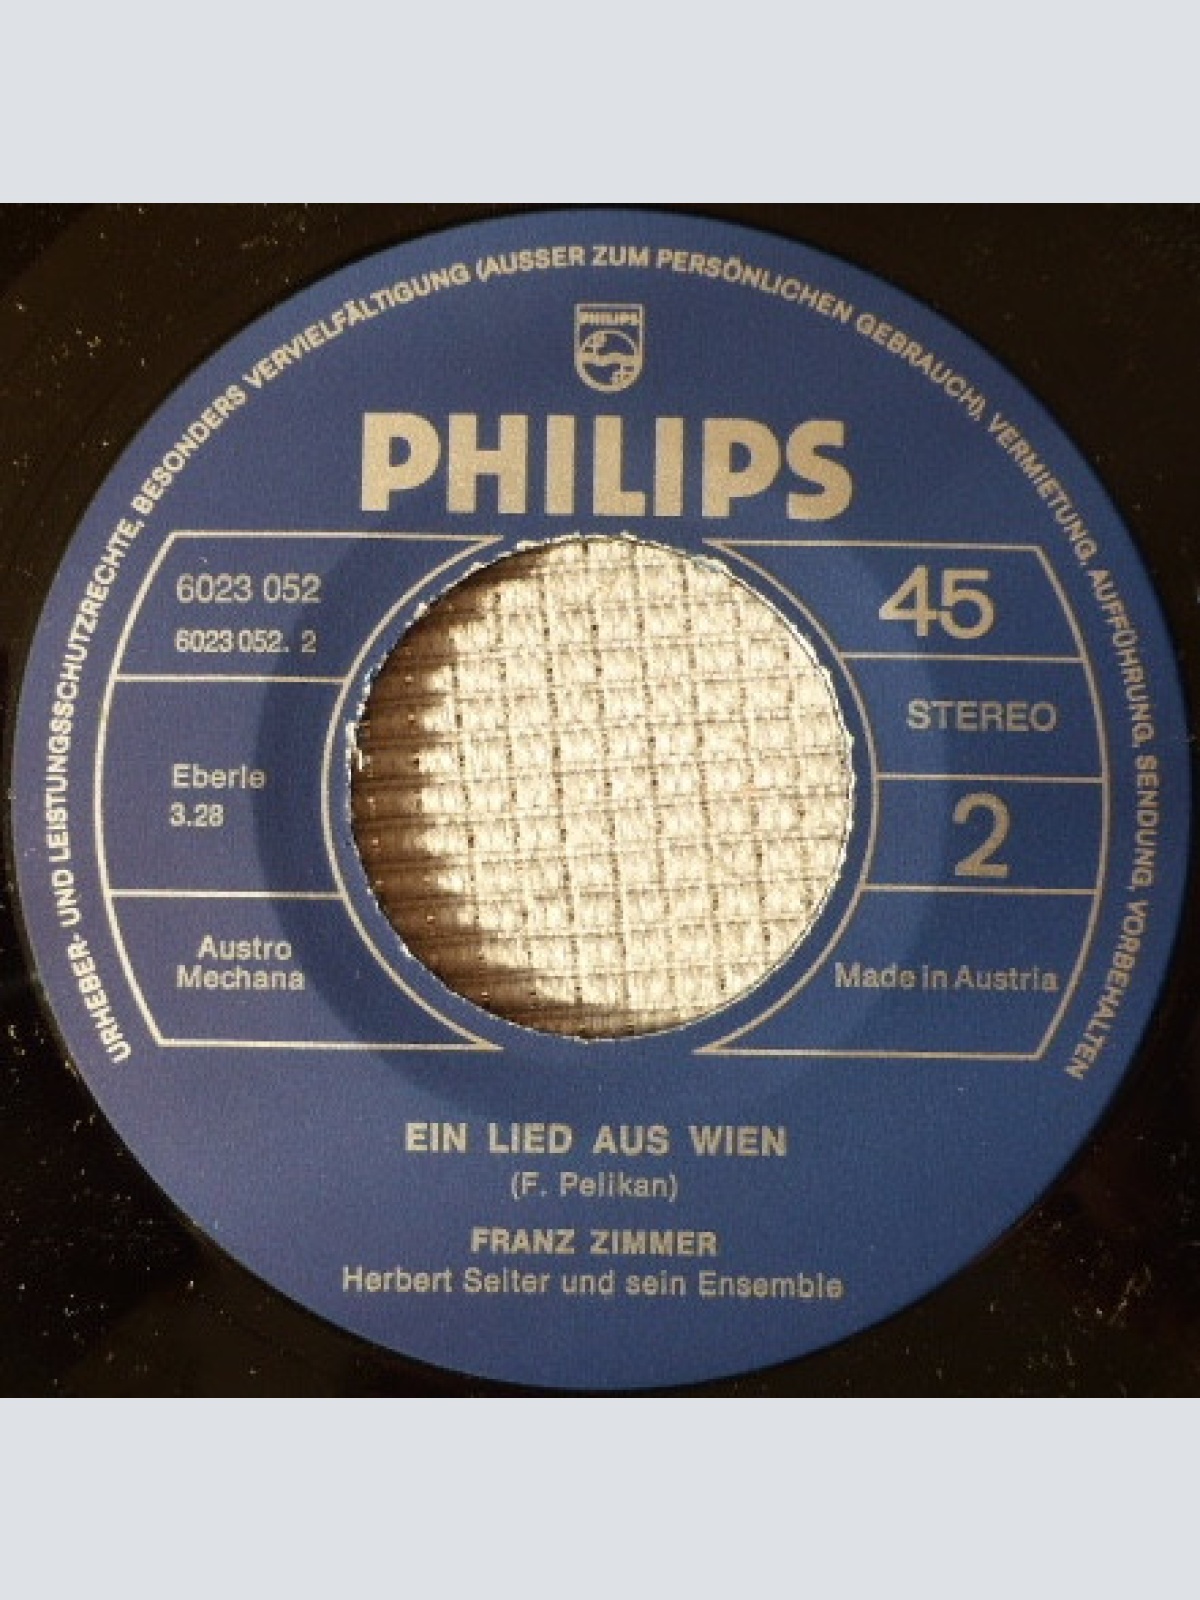 URHEBER- UND LEISTUNGSSCHUTZRECHTE, BESONDERS VERVIELFÄLTIGUNG (AUSSER ZUM PERSÖNLICHEN GEBRAUCH), VERMIETUNG, AUFFÜHRUNG, SENDUNG, VORBEHALTEN
PHILIPS
PHILIPS
6023 052
6023 052. 2
Eberle
3.28
Austro
Mechana
45
STEREO
2
Made in Austria
EIN LIED AUS WIEN
(F. Pelikan)
FRANZ ZIMMER
Herbert Seiter und sein Ensemble